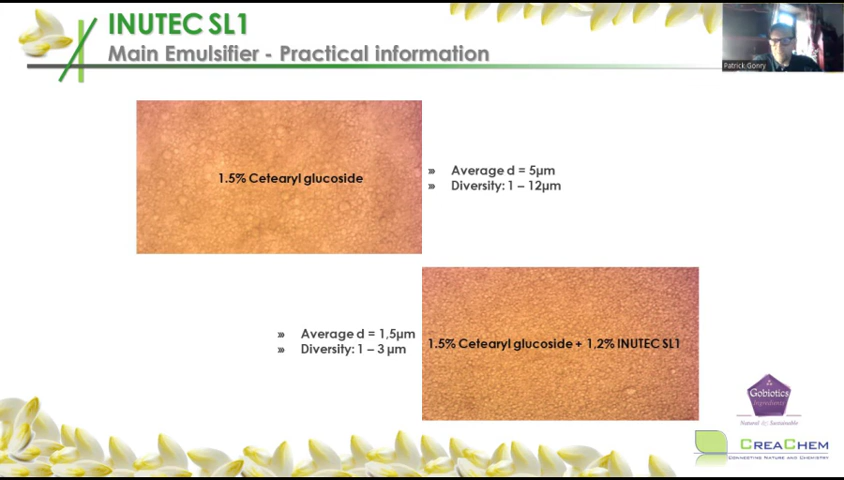 INUTEC SL1
Main Emulsifier - Practical information
Patrick Gonry
1.5% Cetearyl glucoside
» Average d = 5µm
» Diversity: 1 – 12µm
» Average d = 1,5µm
» Diversity: 1 – 3 µm
1.5% Cetearyl glucoside + 1,2% INUTEC SL1
Gobiotics
Ingredients
Natural & Sustainable
CREACHEM
CONNECTING NATURE AND CHEMISTRY